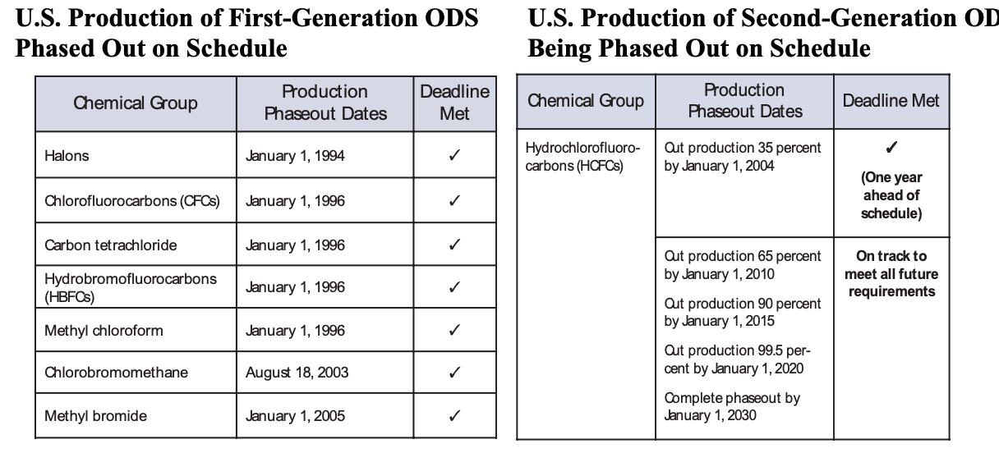 U.S. Production of First-Generation ODS
Phased Out on Schedule
Chemical Group
Production
Phaseout Dates
Deadline
Met
Halons
January 1, 1994
✓
Chlorofluorocarbons (CFCs)
January 1, 1996
✓
Carbon tetrachloride
January 1, 1996
✓
Hydrobromofluorocarbons
(HBFCs)
January 1, 1996
✓
Methyl chloroform
January 1, 1996
✓
Chlorobromomethane
August 18, 2003
✓
Methyl bromide
January 1, 2005
✓
U.S. Production of Second-Generation OD
Being Phased Out on Schedule
Chemical Group
Production
Phaseout Dates
Deadline Met
Hydrochlorofluoro-
carbons (HCFCs)
Cut production 35 percent
by January 1, 2004
✓
(One year
ahead of
schedule)
Cut production 65 percent
by January 1, 2010
Cut production 90 percent
by January 1, 2015
Cut production 99.5 per-
cent by January 1, 2020
Complete phaseout by
January 1, 2030
On track to
meet all future
requirements